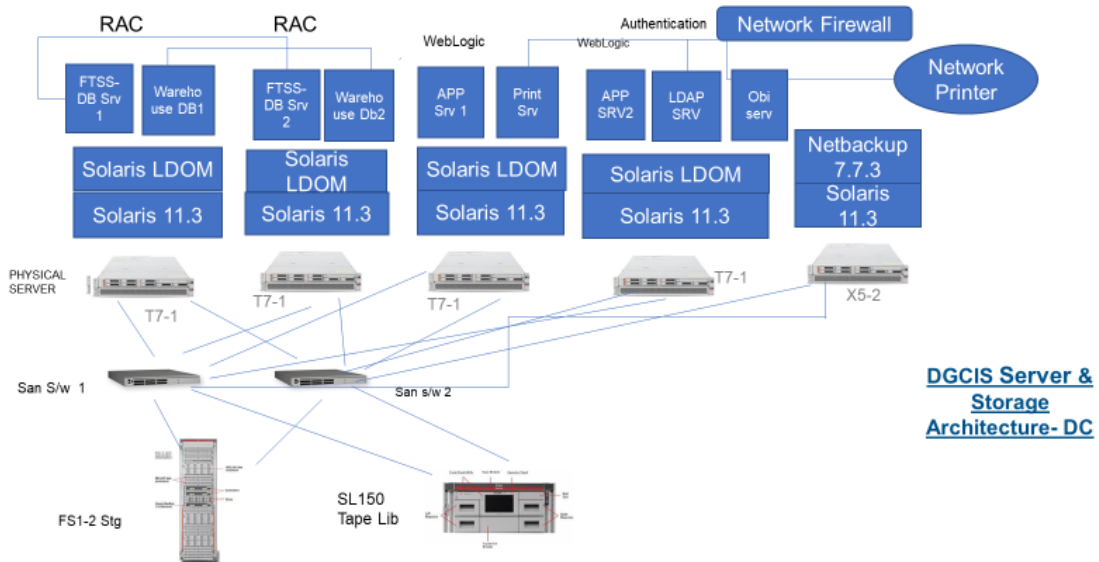 RAC
RAC
WebLogic
Authentication
WebLogic
Network Firewall
Network
Printer
FTSS-
DB Srv
1
Wareho
use DB1
FTSS-
DB Srv
2
Wareho
use Db2
APP
Srv 1
Print
Srv
APP
SRV2
LDAP
SRV
Obi
serv
Solaris LDOM
Solaris 11.3
Solaris
LDOM
Solaris 11.3
Solaris LDOM
Solaris 11.3
Solaris LDOM
Solaris 11.3
Netbackup
7.7.3
Solaris
11.3
PHYSICAL
SERVER
T7-1
T7-1
T7-1
T7-1
X5-2
San S/w 1
San s/w 2
DGCIS Server &
Storage
Architecture- DC
FS1-2 Stg
SL150
Tape Lib